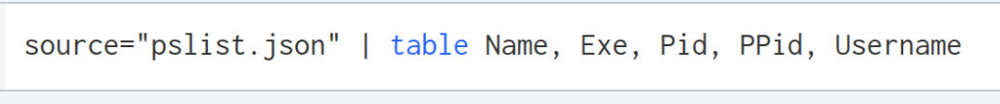 source="pslist.json" | table Name, Exe, Pid, PPid, Username